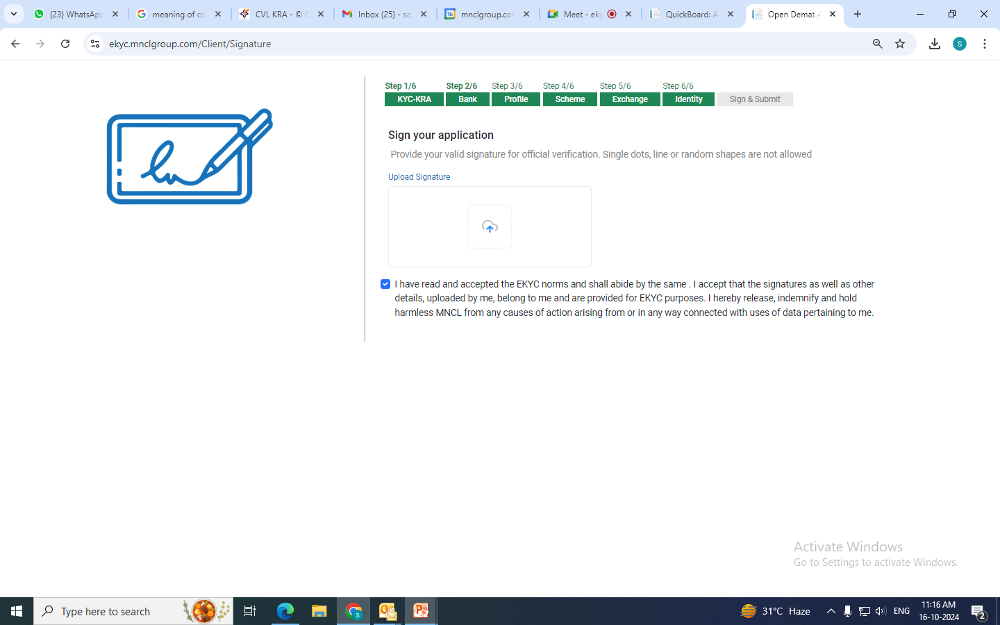 (23) WhatsApp
meaning of co
CVL KRA - ©
Inbox (25) - sa
mnclgroup.co
Meet - eky
QuickBoard: A
Open Demat A
ekyc.mnclgroup.com/Client/Signature
S
Step 1/6 Step 2/6 Step 3/6 Step 4/6 Step 5/6 Step 6/6
KYC-KRA Bank Profile Scheme Exchange Identity Sign & Submit
Sign your application
Provide your valid signature for official verification. Single dots, line or random shapes are not allowed
Upload Signature
I have read and accepted the EKYC norms and shall abide by the same . I accept that the signatures as well as other
details, uploaded by me, belong to me and are provided for EKYC purposes. I hereby release, indemnify and hold
harmless MNCL from any causes of action arising from or in any way connected with uses of data pertaining to me.
Activate Windows
Go to Settings to activate Windows.
Type here to search
31°C Haze
ENG
11:16 AM
16-10-2024
2